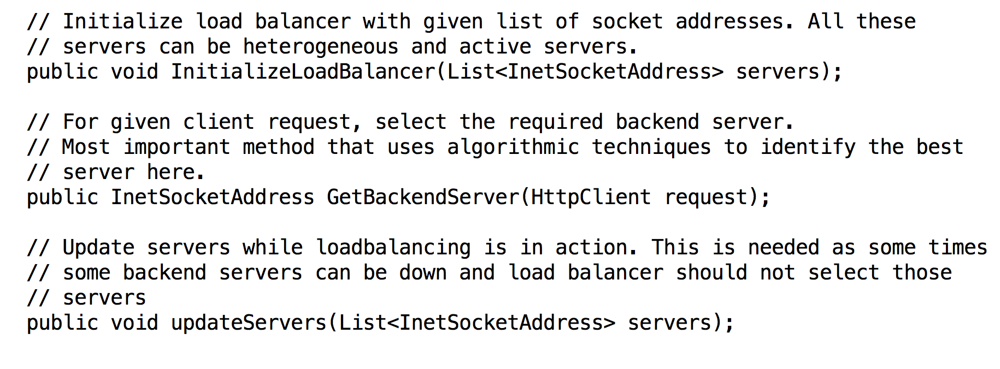 // Initialize load balancer with given list of socket addresses. All these
// servers can be heterogeneous and active servers.
public void InitializeLoadBalancer(List<InetSocketAddress> servers);
// For given client request, select the required backend server.
// Most important method that uses algorithmic techniques to identify the best
// server here.
public InetSocketAddress GetBackendServer(HttpClient request);
// Update servers while loadbalancing is in action. This is needed as some times
// some backend servers can be down and load balancer should not select those
// servers
public void updateServers(List<InetSocketAddress> servers);